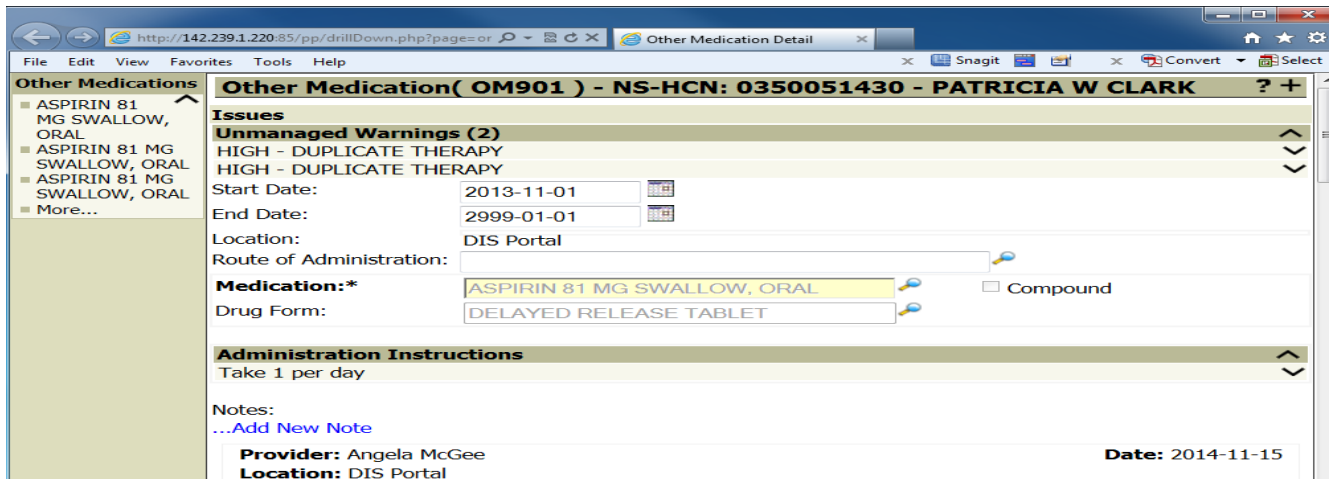 http://142.239.1.220:85/pp/drillDown.php?page=or
Other Medication Detail
File Edit View Favorites Tools Help
Snagit
Convert
Select
Other Medications
ASPIRIN 81
MG SWALLOW,
ORAL
ASPIRIN 81 MG
SWALLOW, ORAL
ASPIRIN 81 MG
SWALLOW, ORAL
More...
Other Medication( OM901 ) - NS-HCN: 0350051430 - PATRICIA W CLARK ? +
Issues
Unmanaged Warnings (2)
HIGH - DUPLICATE THERAPY
HIGH - DUPLICATE THERAPY
Start Date: 2013-11-01
End Date: 2999-01-01
Location: DIS Portal
Route of Administration:
Medication:* ASPIRIN 81 MG SWALLOW, ORAL Compound
Drug Form: DELAYED RELEASE TABLET
Administration Instructions
Take 1 per day
Notes:
...Add New Note
Provider: Angela McGee Date: 2014-11-15
Location: DIS Portal